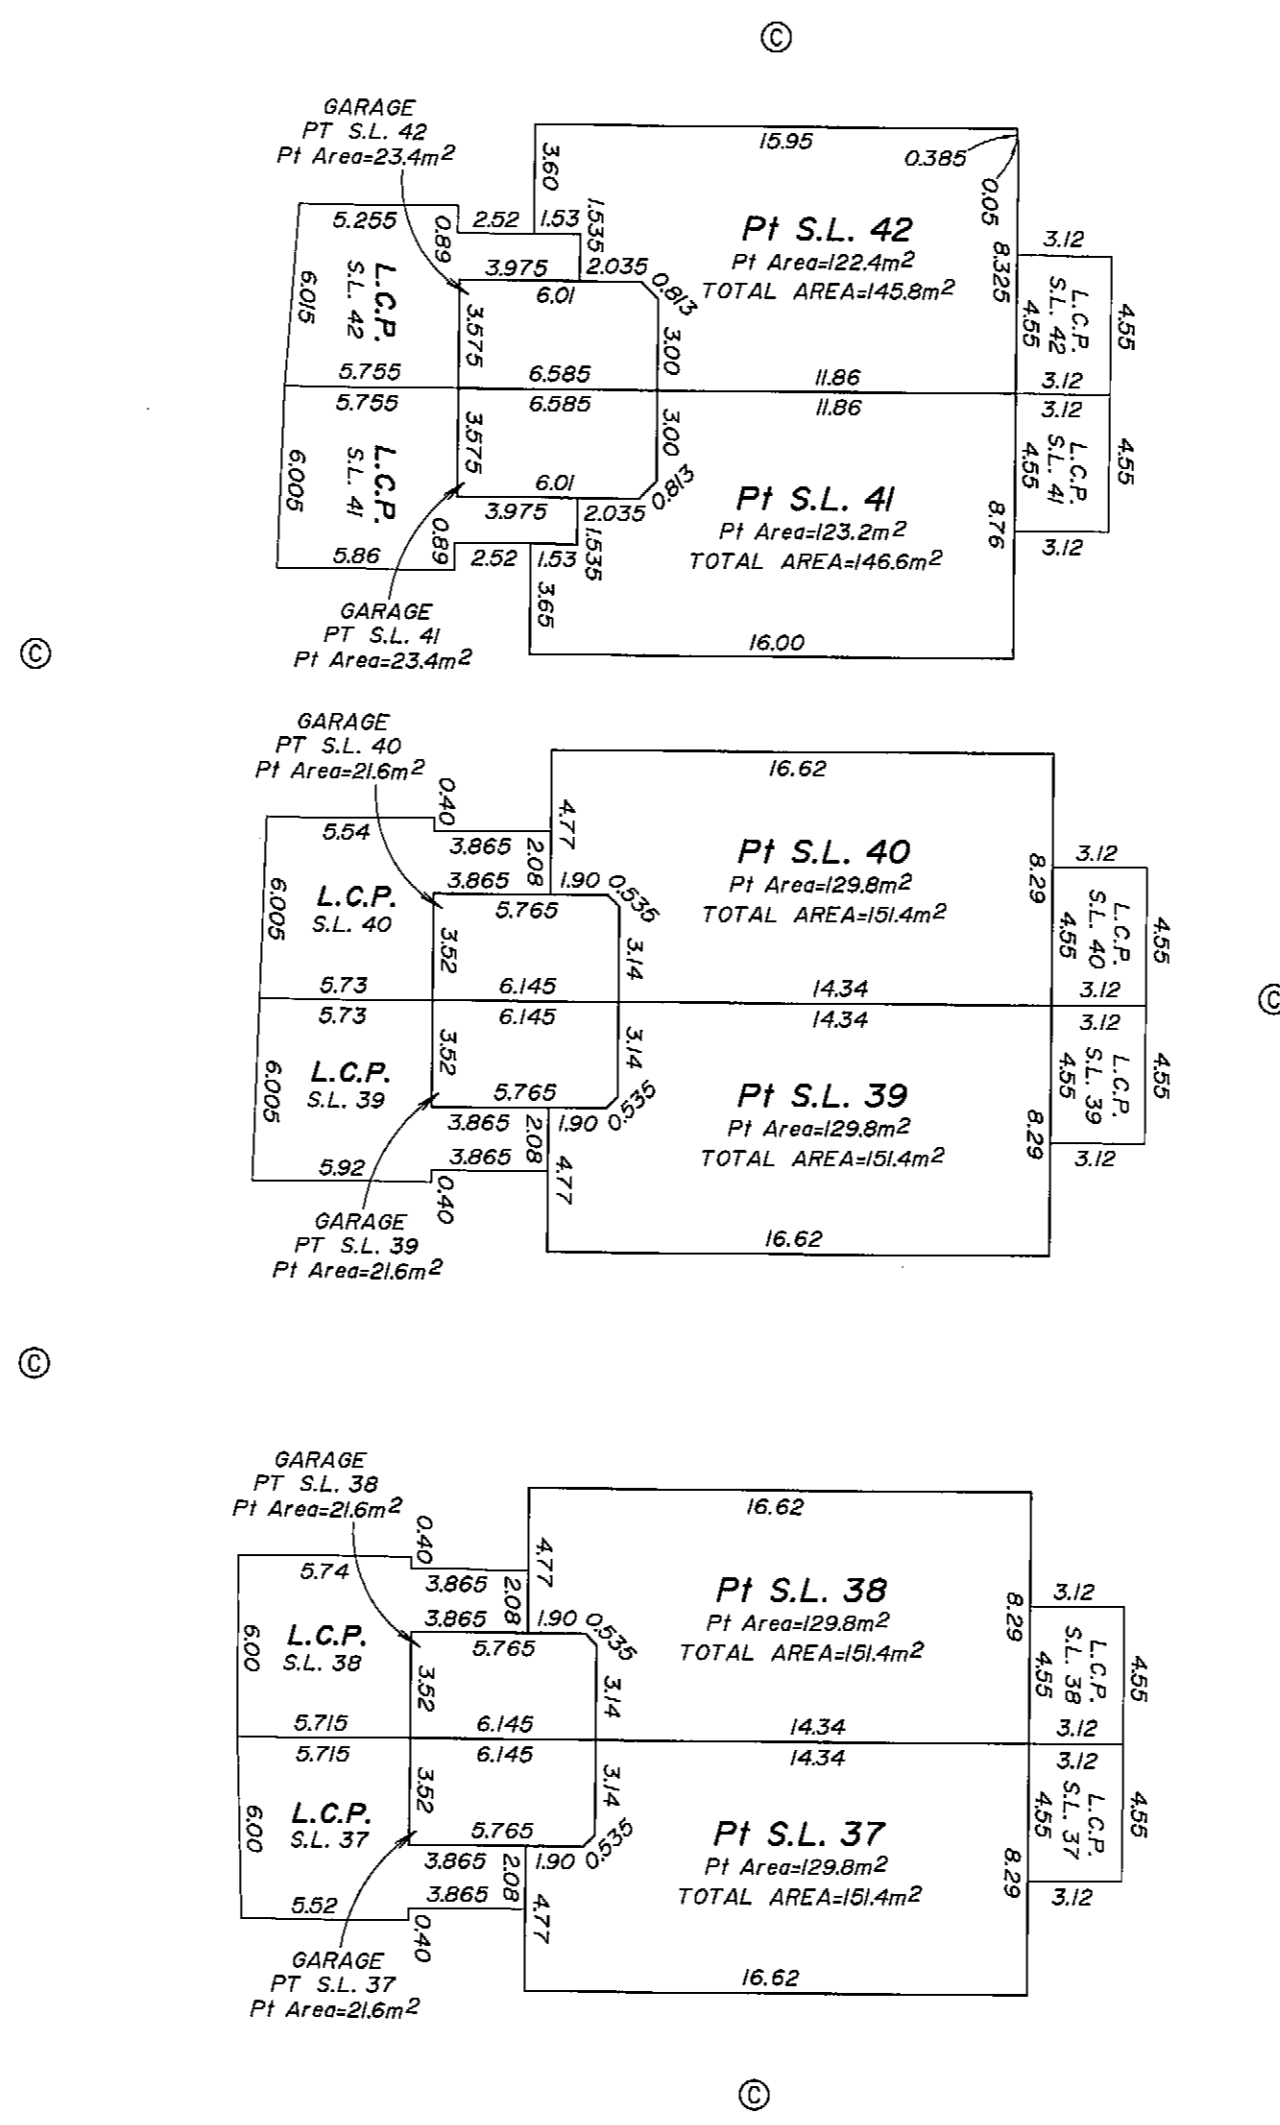 ©
GARAGE
PT S.L. 42
Pt Area=23.4m²
15.95
0.385
0.05
3.60
5.255
0.89
2.52
1.53
1.535
Pt S.L. 42
Pt Area=122.4m²
TOTAL AREA=145.8m²
8.325
3.12
3.975
2.035
6.01
0.813
6.015
L.C.P.
S.L. 42
3.575
3.00
4.55
L.C.P.
S.L. 42
4.55
5.755
6.585
11.86
3.12
5.755
6.585
11.86
3.12
6.005
L.C.P.
S.L. 41
3.575
3.00
4.55
L.C.P.
S.L. 41
4.55
6.01
0.813
3.975
2.035
Pt S.L. 41
Pt Area=123.2m²
TOTAL AREA=146.6m²
8.76
5.86
0.89
2.52
1.53
1.535
3.12
3.65
GARAGE
PT S.L. 41
Pt Area=23.4m²
16.00
©
GARAGE
PT S.L. 40
Pt Area=21.6m²
16.62
0.40
4.77
5.54
3.865
2.08
Pt S.L. 40
Pt Area=129.8m²
TOTAL AREA=151.4m²
8.29
3.12
3.865
1.90
0.535
5.765
6.005
L.C.P.
S.L. 40
3.52
3.14
4.55
L.C.P.
S.L. 40
4.55
5.73
6.145
14.34
3.12
©
5.73
6.145
14.34
3.12
6.005
L.C.P.
S.L. 39
3.52
3.14
4.55
L.C.P.
S.L. 39
4.55
5.765
0.535
3.865
1.90
Pt S.L. 39
Pt Area=129.8m²
TOTAL AREA=151.4m²
8.29
2.08
3.865
5.92
3.12
0.40
4.77
GARAGE
PT S.L. 39
Pt Area=21.6m²
16.62
©
GARAGE
PT S.L. 38
Pt Area=21.6m²
16.62
0.40
4.77
5.74
3.865
2.08
Pt S.L. 38
Pt Area=129.8m²
TOTAL AREA=151.4m²
8.29
3.12
3.865
1.90
0.535
5.765
6.00
L.C.P.
S.L. 38
3.52
3.14
4.55
L.C.P.
S.L. 38
4.55
5.715
6.145
14.34
3.12
5.715
6.145
14.34
3.12
6.00
L.C.P.
S.L. 37
3.52
3.14
4.55
L.C.P.
S.L. 37
4.55
5.765
0.535
3.865
1.90
Pt S.L. 37
Pt Area=129.8m²
TOTAL AREA=151.4m²
8.29
2.08
3.865
5.52
3.12
0.40
4.77
GARAGE
PT S.L. 37
Pt Area=21.6m²
16.62
©